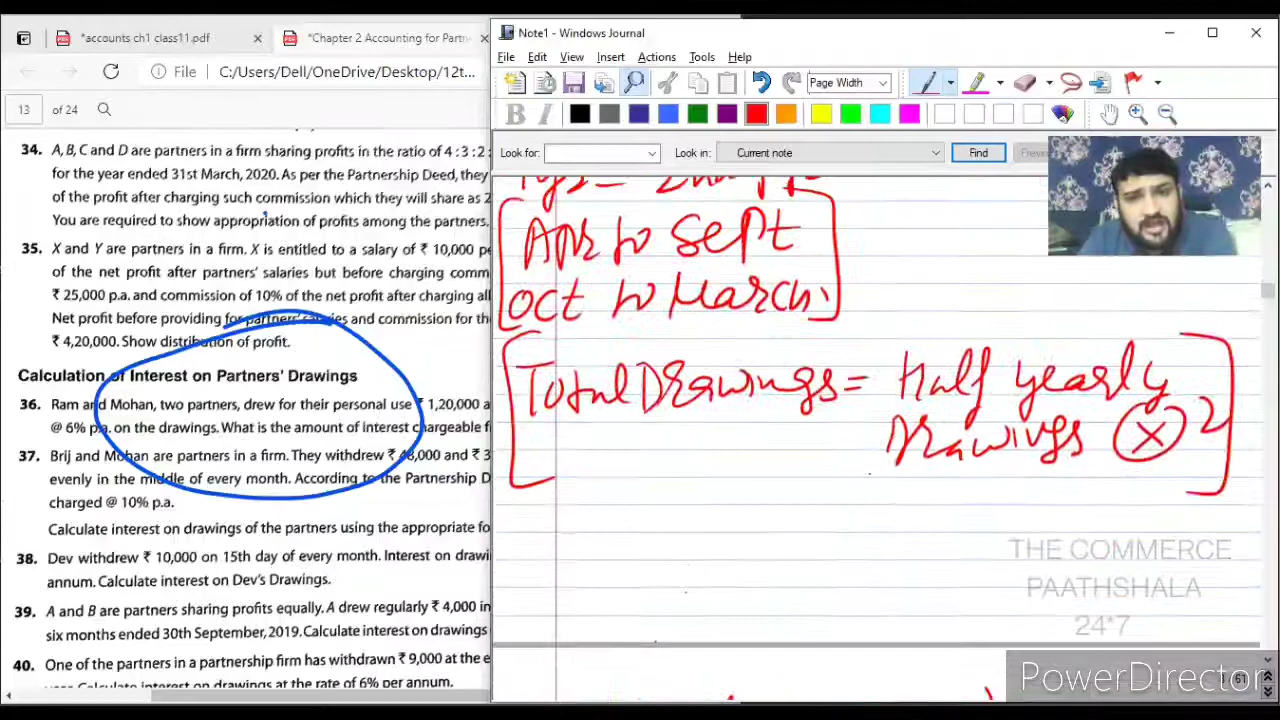 *accounts ch1 class11.pdf
*Chapter 2 Accounting for Partn
Note1 - Windows Journal
File Edit View Insert Actions Tools Help
File C:/Users/Dell/OneDrive/Desktop/12t...
Page Width
13 of 24
B I
Look for: Look in: Current note Find Previo
34. A, B, C and D are partners in a firm sharing profits in the ratio of 4 : 3 : 2 :
for the year ended 31st March, 2020. As per the Partnership Deed, they
of the profit after charging such commission which they will share as 2
You are required to show appropriation of profits among the partners.
35. X and Y are partners in a firm. X is entitled to a salary of ₹ 10,000 pe
of the net profit after partners' salaries but before charging comm
₹ 25,000 p.a. and commission of 10% of the net profit after charging all
Net profit before providing for partners' salaries and commission for the
₹ 4,20,000. Show distribution of profit.
Calculation of Interest on Partners' Drawings
36. Ram and Mohan, two partners, drew for their personal use ₹ 1,20,000 a
@ 6% p.a. on the drawings. What is the amount of interest chargeable f
37. Brij and Mohan are partners in a firm. They withdrew ₹ 48,000 and ₹ 3
evenly in the middle of every month. According to the Partnership D
charged @ 10% p.a.
Calculate interest on drawings of the partners using the appropriate fo
38. Dev withdrew ₹ 10,000 on 15th day of every month. Interest on drawi
annum. Calculate interest on Dev's Drawings.
39. A and B are partners sharing profits equally. A drew regularly ₹ 4,000 in
six months ended 30th September, 2019. Calculate interest on drawings
40. One of the partners in a partnership firm has withdrawn ₹ 9,000 at the e
year. Calculate interest on drawings at the rate of 6% per annum.
Apr to Sept
Oct to March.
Total Drawings = Half yearly
Drawings × 2
THE COMMERCE
PAATHSHALA
24*7
PowerDirector